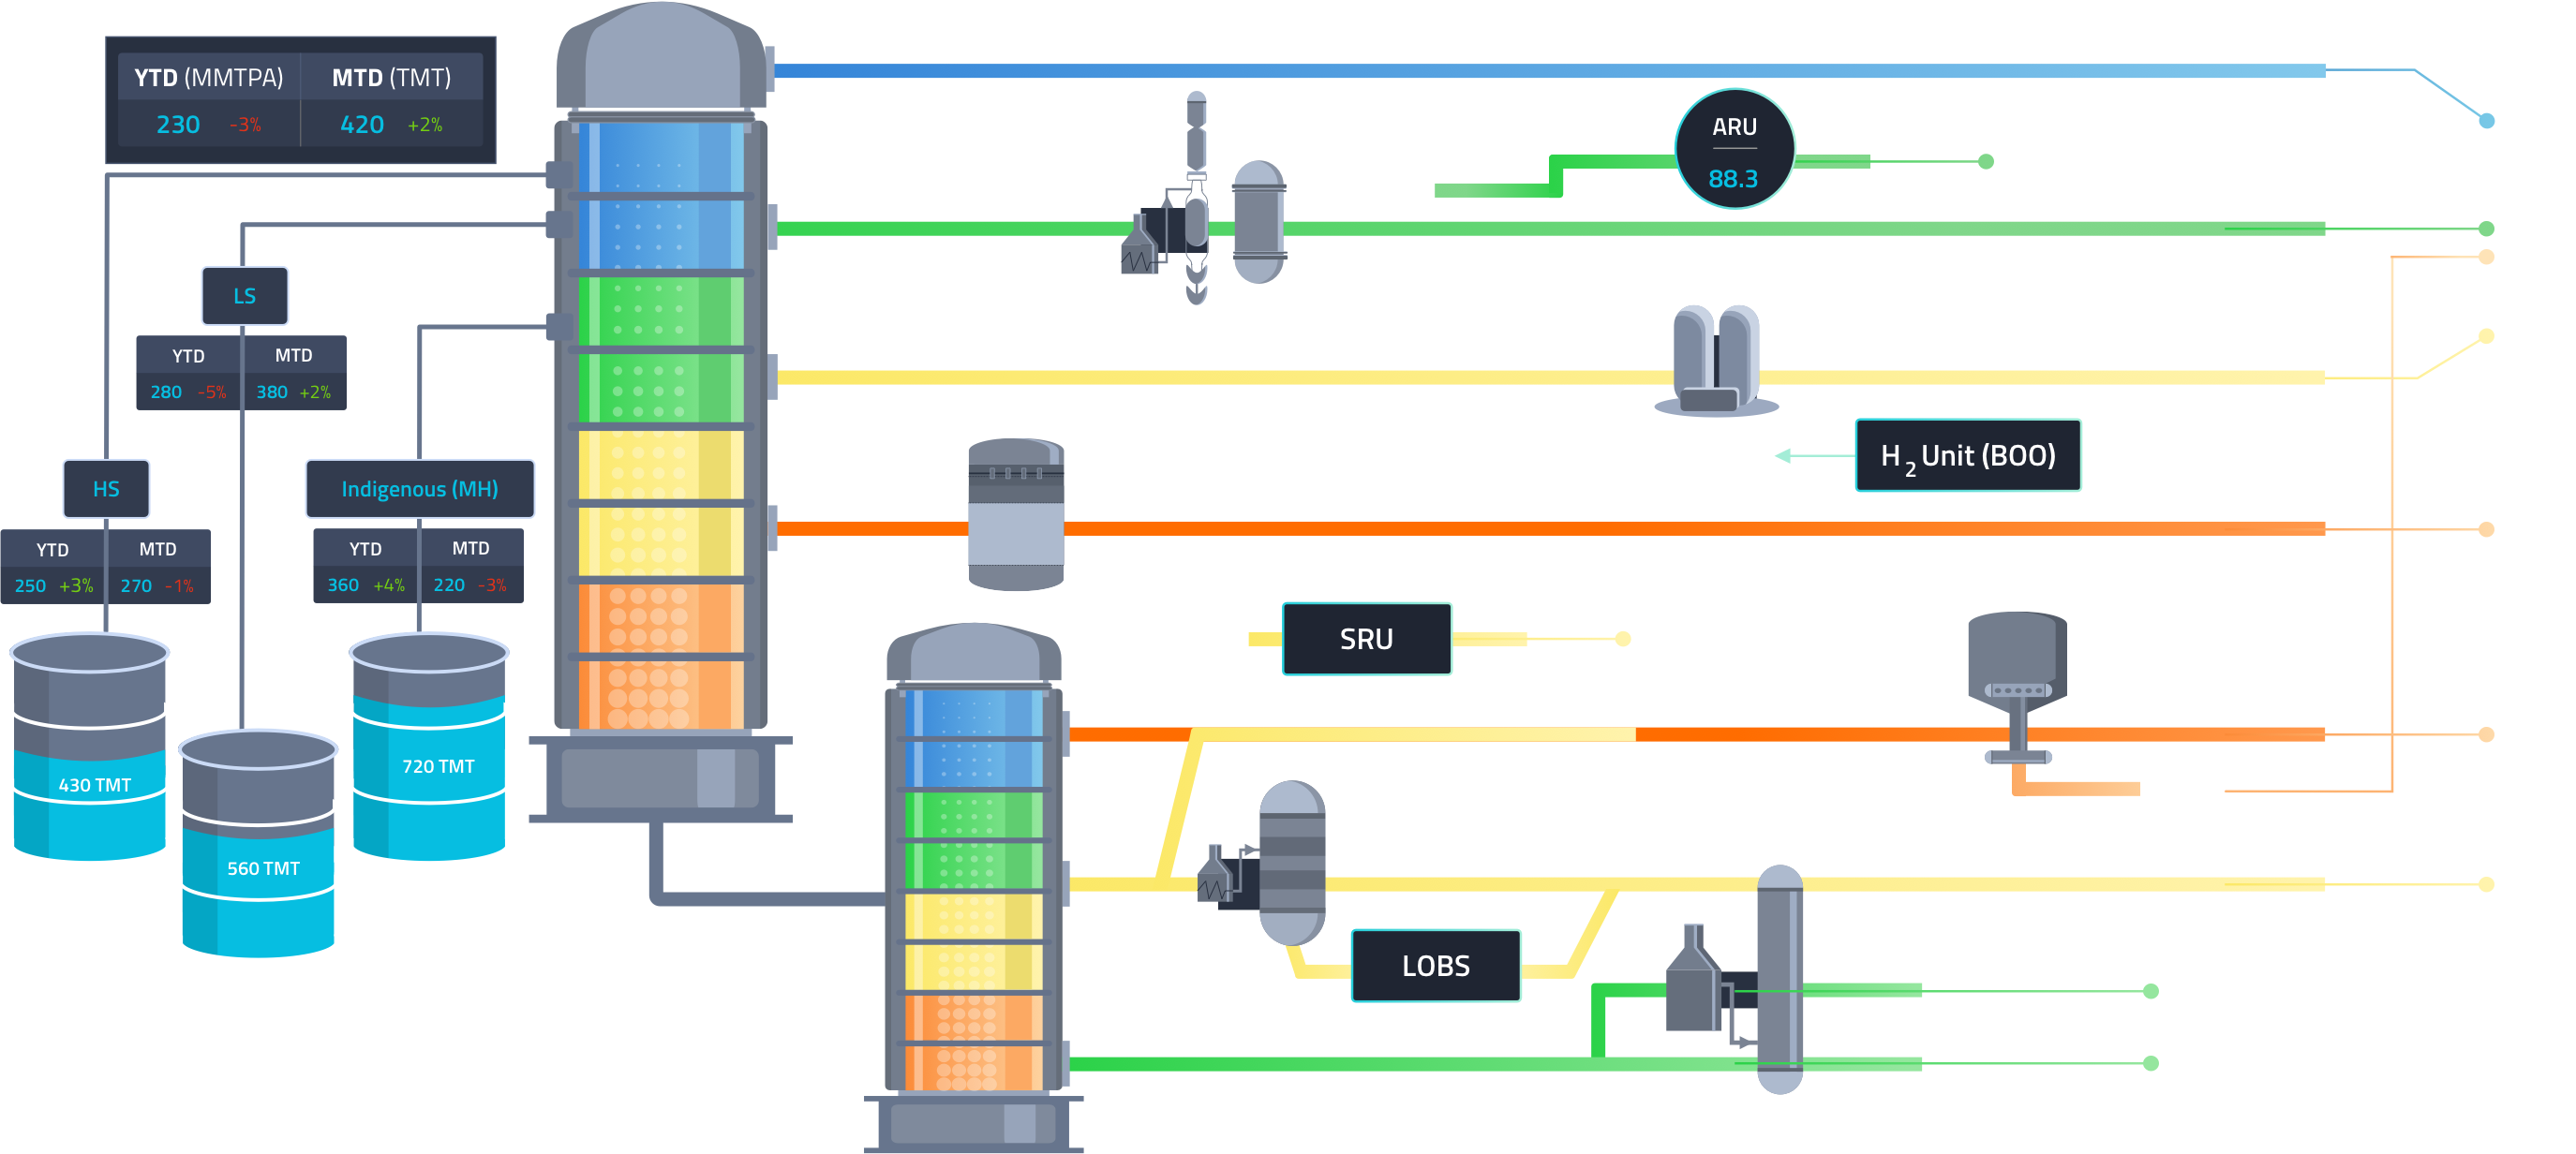 YTD (MMTPA) MTD (TMT)
230 -3% 420 +2%
ARU
88.3
LS
YTD MTD
280 -5% 380 +2%
H2 Unit (BOO)
HS
Indigenous (MH)
YTD MTD
250 +3% 270 -1%
YTD MTD
360 +4% 220 -3%
SRU
430 TMT
720 TMT
560 TMT
LOBS